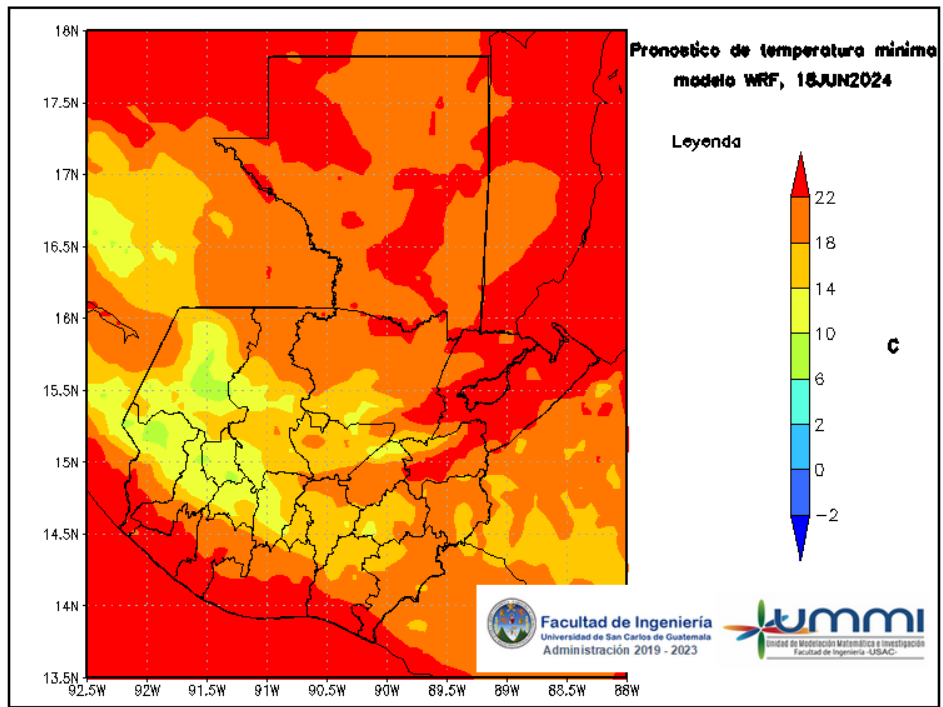 Pronostico de temperatura minima
modelo WRF, 18JUN2024
Leyenda
22
18
14
10
6
2
0
−2
C
18N
17.5N
17N
16.5N
16N
15.5N
15N
14.5N
14N
13.5N
92.5W
92W
91.5W
91W
90.5W
90W
89.5W
89W
88.5W
88W
Facultad de Ingeniería
Universidad de San Carlos de Guatemala
Administración 2019 - 2023
UMMI
Unidad de Modelación Matemática e Investigación
Facultad de Ingeniería -USAC-